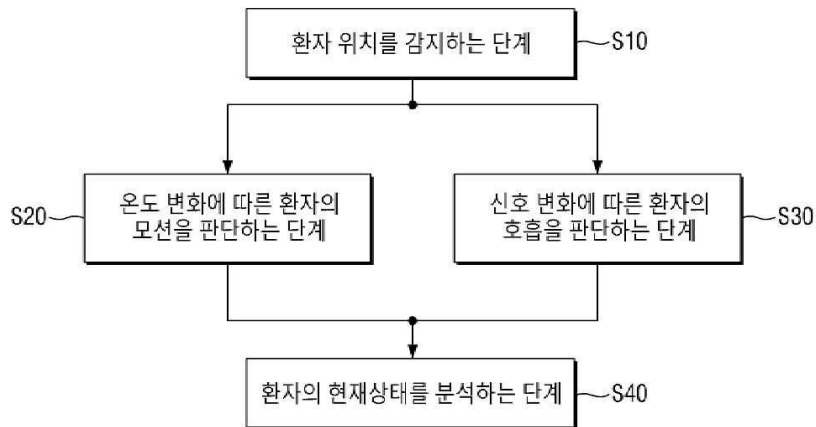 환자 위치를 감지하는 단계
S10
S20
온도 변화에 따른 환자의
모션을 판단하는 단계
신호 변화에 따른 환자의
호흡을 판단하는 단계
S30
환자의 현재상태를 분석하는 단계
S40